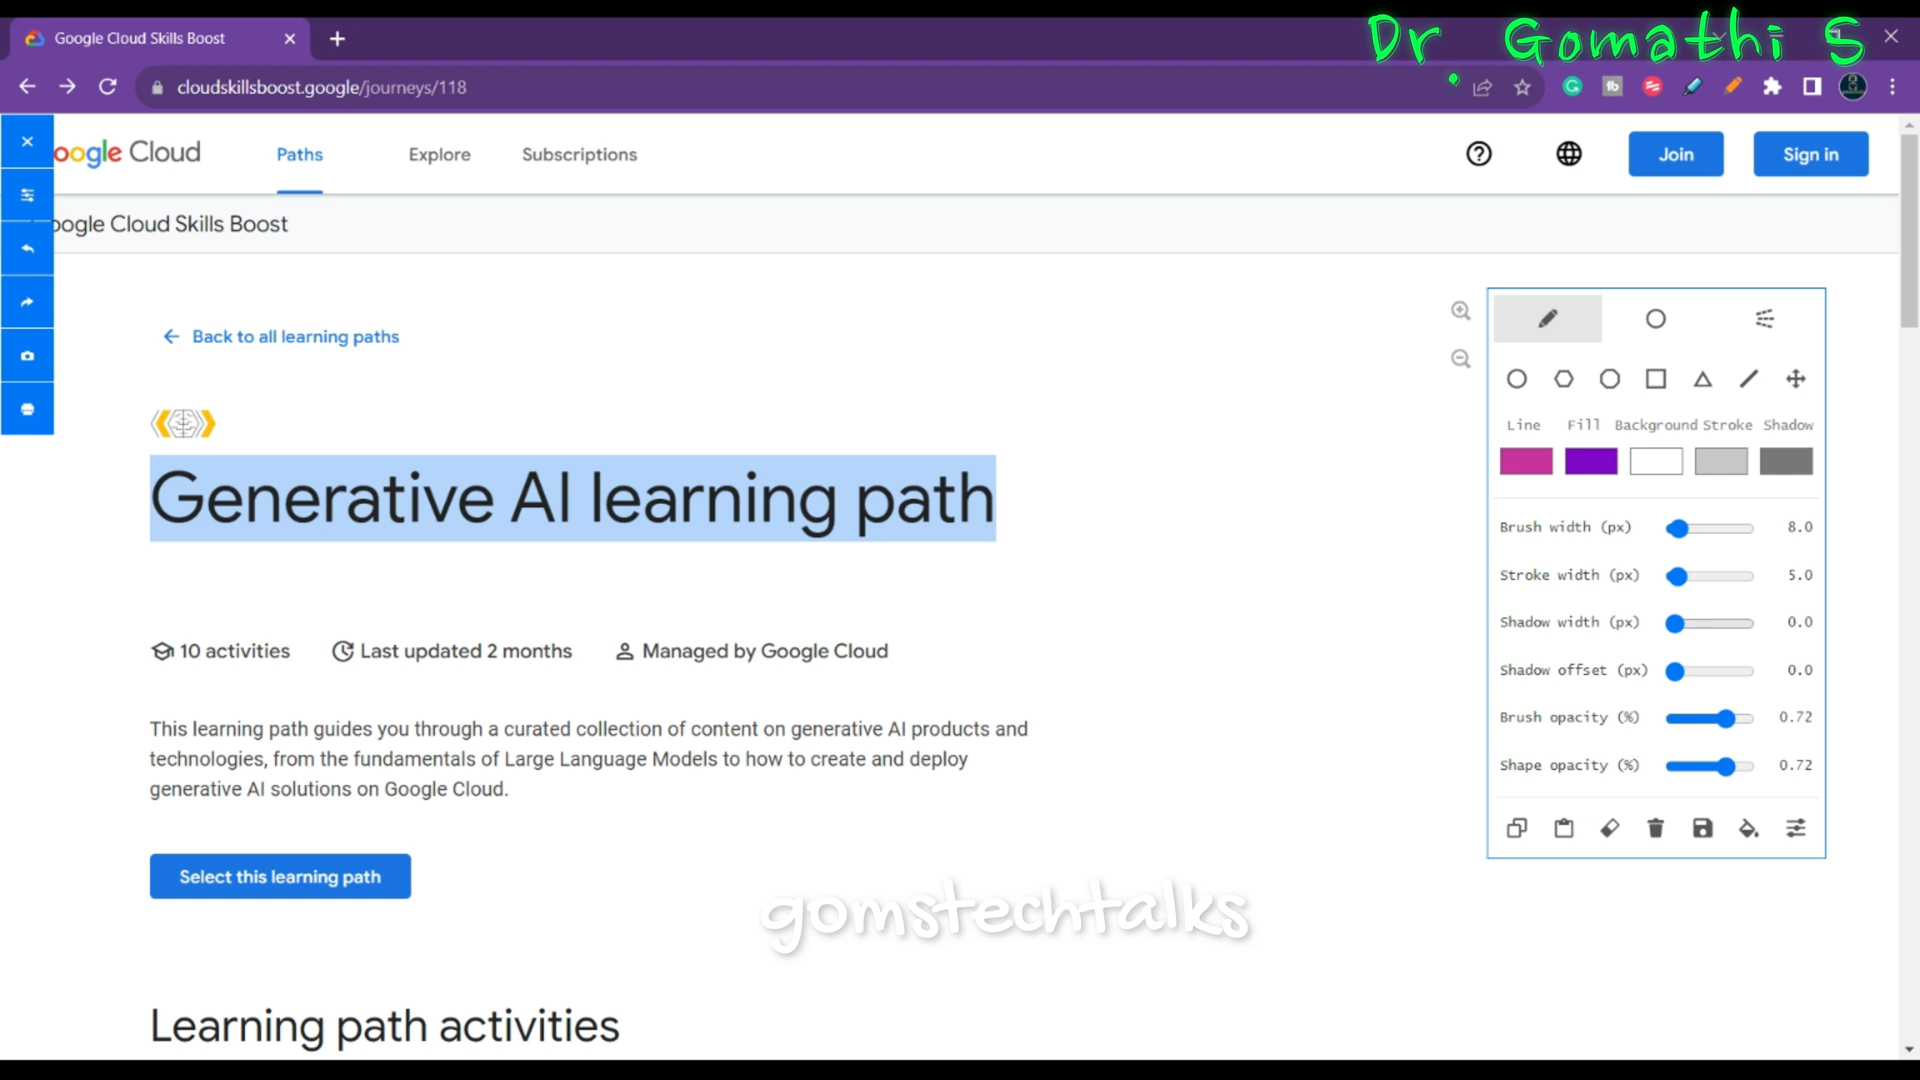 Dr. Gomathi S
Google Cloud Skills Boost
cloudskillsboost.google/journeys/118
oogle Cloud
Paths
Explore
Subscriptions
Join
Sign in
oogle Cloud Skills Boost
Back to all learning paths
Generative AI learning path
10 activities
Last updated 2 months
Managed by Google Cloud
This learning path guides you through a curated collection of content on generative AI products and
technologies, from the fundamentals of Large Language Models to how to create and deploy
generative AI solutions on Google Cloud.
Select this learning path
Learning path activities
Line Fill Background Stroke Shadow
Brush width (px) 8.0
Stroke width (px) 5.0
Shadow width (px) 0.0
Shadow offset (px) 0.0
Brush opacity (%) 0.72
Shape opacity (%) 0.72
gomstechtalks